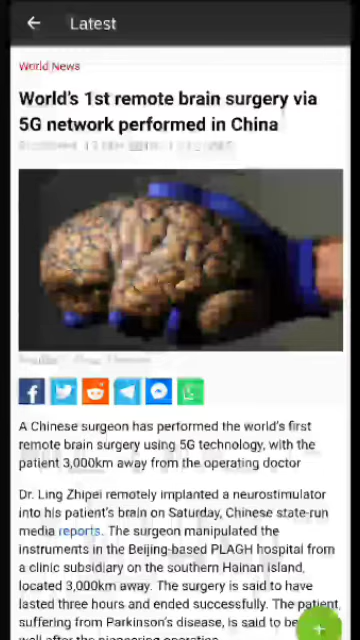 Latest
World News
World's 1st remote brain surgery via
5G network performed in China
A Chinese surgeon has performed the world's first
remote brain surgery using 5G technology, with the
patient 3,000km away from the operating doctor
Dr. Ling Zhipei remotely implanted a neurostimulator
into his patient's brain on Saturday, Chinese state-run
media reports. The surgeon manipulated the
instruments in the Beijing-based PLAGH hospital from
a clinic subsidiary on the southern Hainan island,
located 3,000km away. The surgery is said to have
lasted three hours and ended successfully. The patient,
suffering from Parkinson's disease, is said to be
well after the pioneering operation.